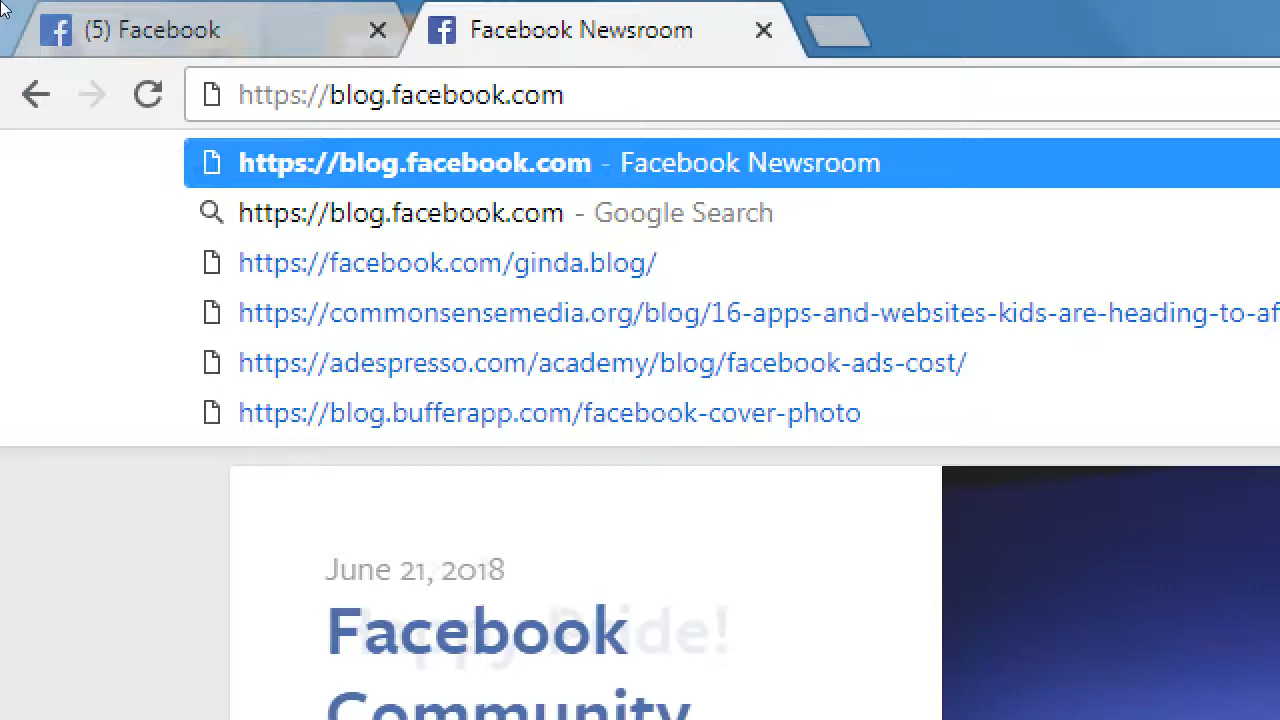 (5) Facebook
Facebook Newsroom
https://blog.facebook.com
https://blog.facebook.com - Facebook Newsroom
https://blog.facebook.com - Google Search
https://facebook.com/ginda.blog/
https://commonsensemedia.org/blog/16-apps-and-websites-kids-are-heading-to-af
https://adespresso.com/academy/blog/facebook-ads-cost/
https://blog.bufferapp.com/facebook-cover-photo
June 21, 2018
Facebook
Community